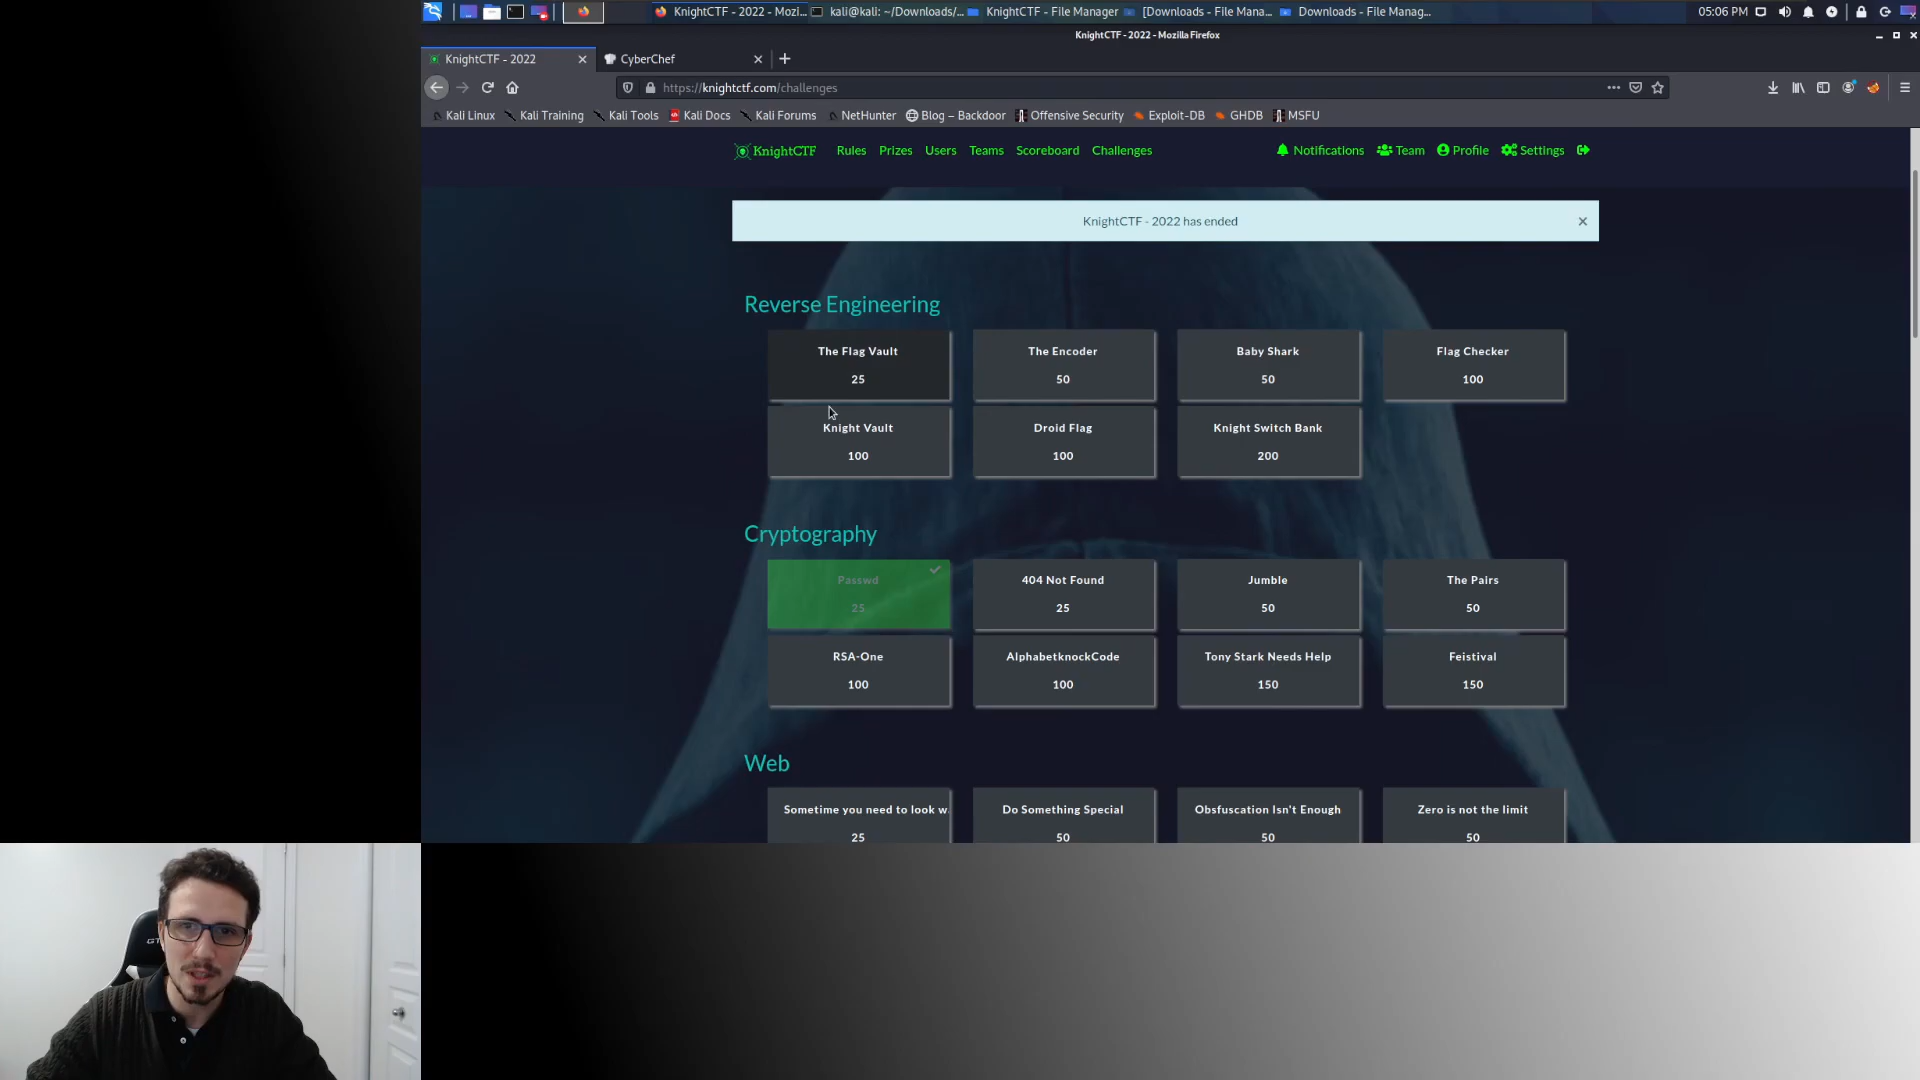 KnightCTF - 2022 - Mozi...
kali@kali: ~/Downloads/...
KnightCTF - File Manager
[Downloads - File Mana...
Downloads - File Manag...
05:06 PM
KnightCTF - 2022 - Mozilla Firefox
KnightCTF - 2022
CyberChef
https://knightctf.com/challenges
Kali Linux
Kali Training
Kali Tools
Kali Docs
Kali Forums
NetHunter
Blog – Backdoor
Offensive Security
Exploit-DB
GHDB
MSFU
KnightCTF
Rules
Prizes
Users
Teams
Scoreboard
Challenges
Notifications
Team
Profile
Settings
KnightCTF - 2022 has ended
Reverse Engineering
The Flag Vault
25
The Encoder
50
Baby Shark
50
Flag Checker
100
Knight Vault
100
Droid Flag
100
Knight Switch Bank
200
Cryptography
Passwd
25
404 Not Found
25
Jumble
50
The Pairs
50
RSA-One
100
AlphabetknockCode
100
Tony Stark Needs Help
150
Feistival
150
Web
Sometime you need to look w
25
Do Something Special
50
Obsfuscation Isn't Enough
50
Zero is not the limit
50